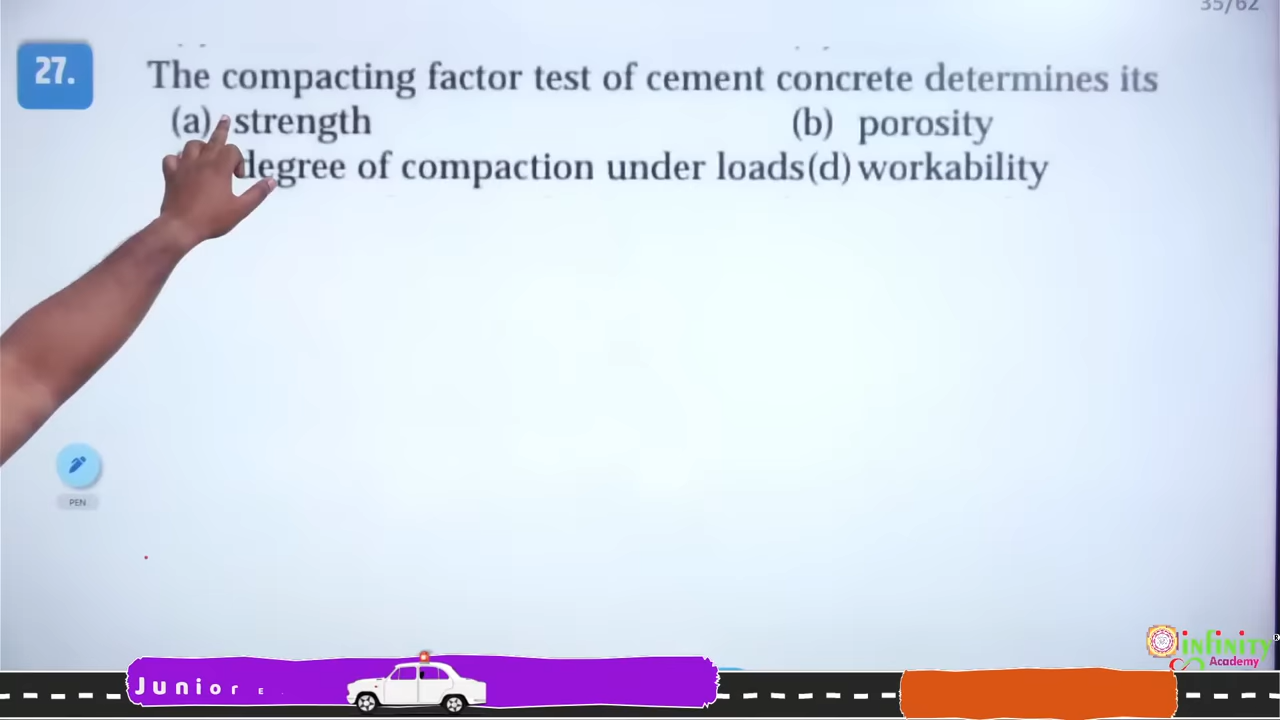 35/62
27.
The compacting factor test of cement concrete determines its
(a) strength
(b) porosity
degree of compaction under loads (d) workability
PEN
Junior E
infinity
Academy